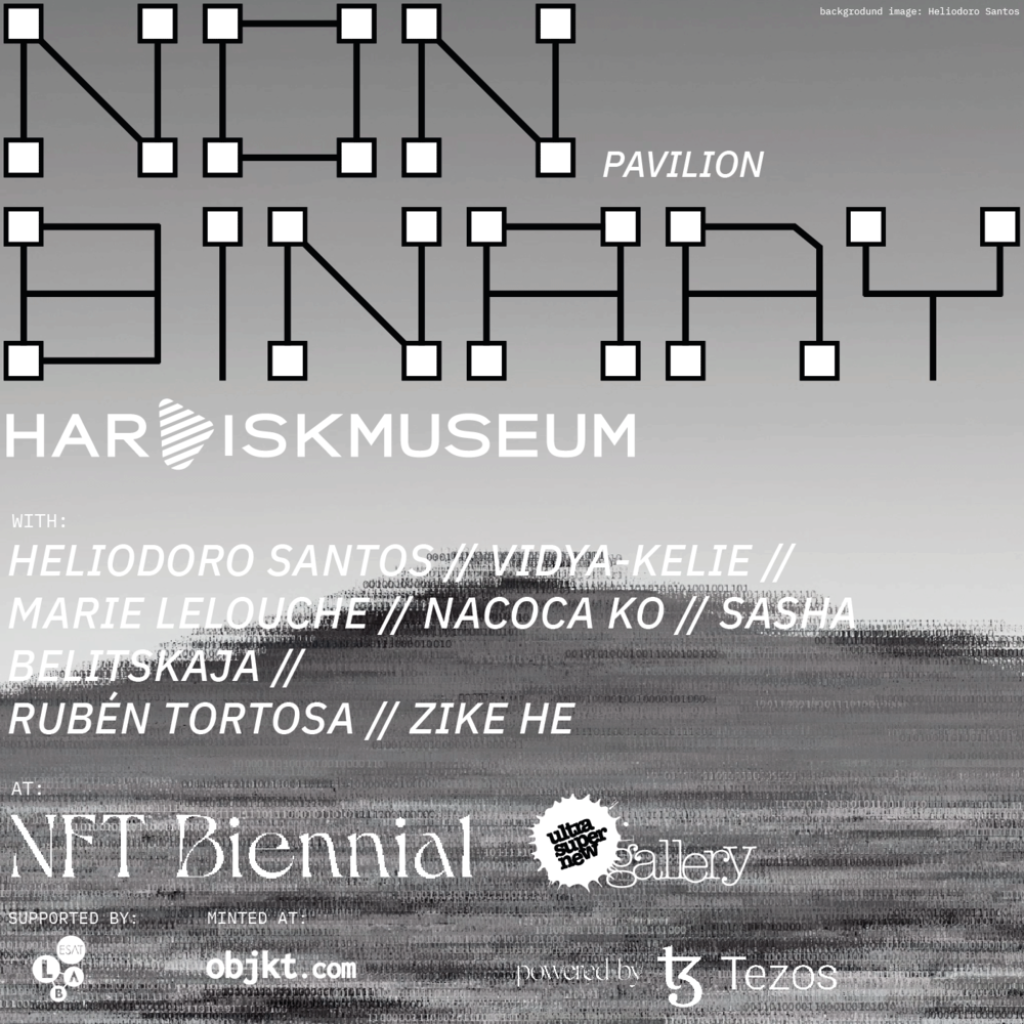 backgrodund image: Heliodoro Santos
NON
PAVILION
BINARY
HARDISKMUSEUM
WITH:
HELIODORO SANTOS // VIDYA-KELIE //
MARIE LELOUCHE // NACOCA KO // SASHA
BELITSKAJA //
RUBÉN TORTOSA // ZIKE HE
AT:
NFT Biennial
ultra
super
new
gallery
SUPPORTED BY:
MINTED AT:
ESAT
L A
B
objkt.com
powered by Tezos